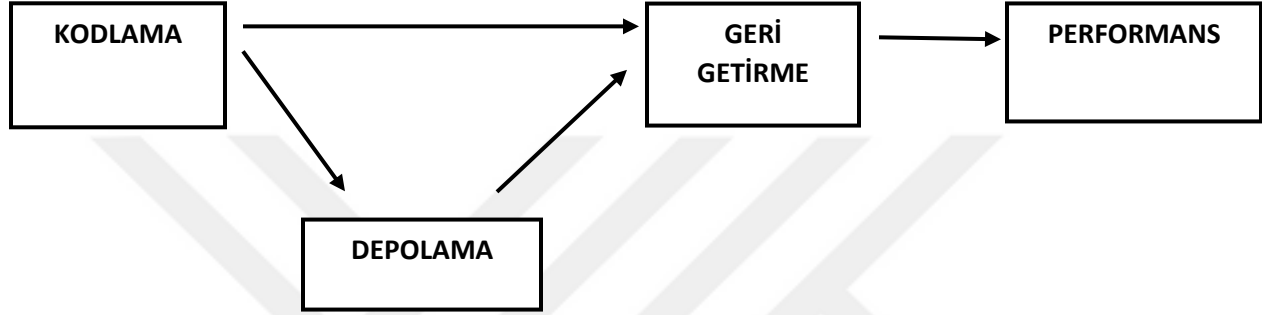 KODLAMA
GERİ
GETİRME
PERFORMANS
DEPOLAMA